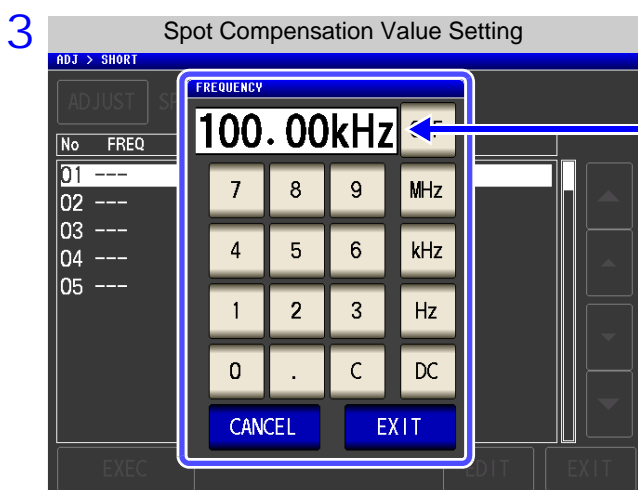 3
Spot Compensation Value Setting
ADJ > SHORT
ADJUST
No FREQ
01 ---
02 ---
03 ---
04 ---
05 ---
FREQUENCY
100.00kHz
7 8 9 MHz
4 5 6 kHz
1 2 3 Hz
0 . C DC
CANCEL EXIT
EXEC EDIT EXIT